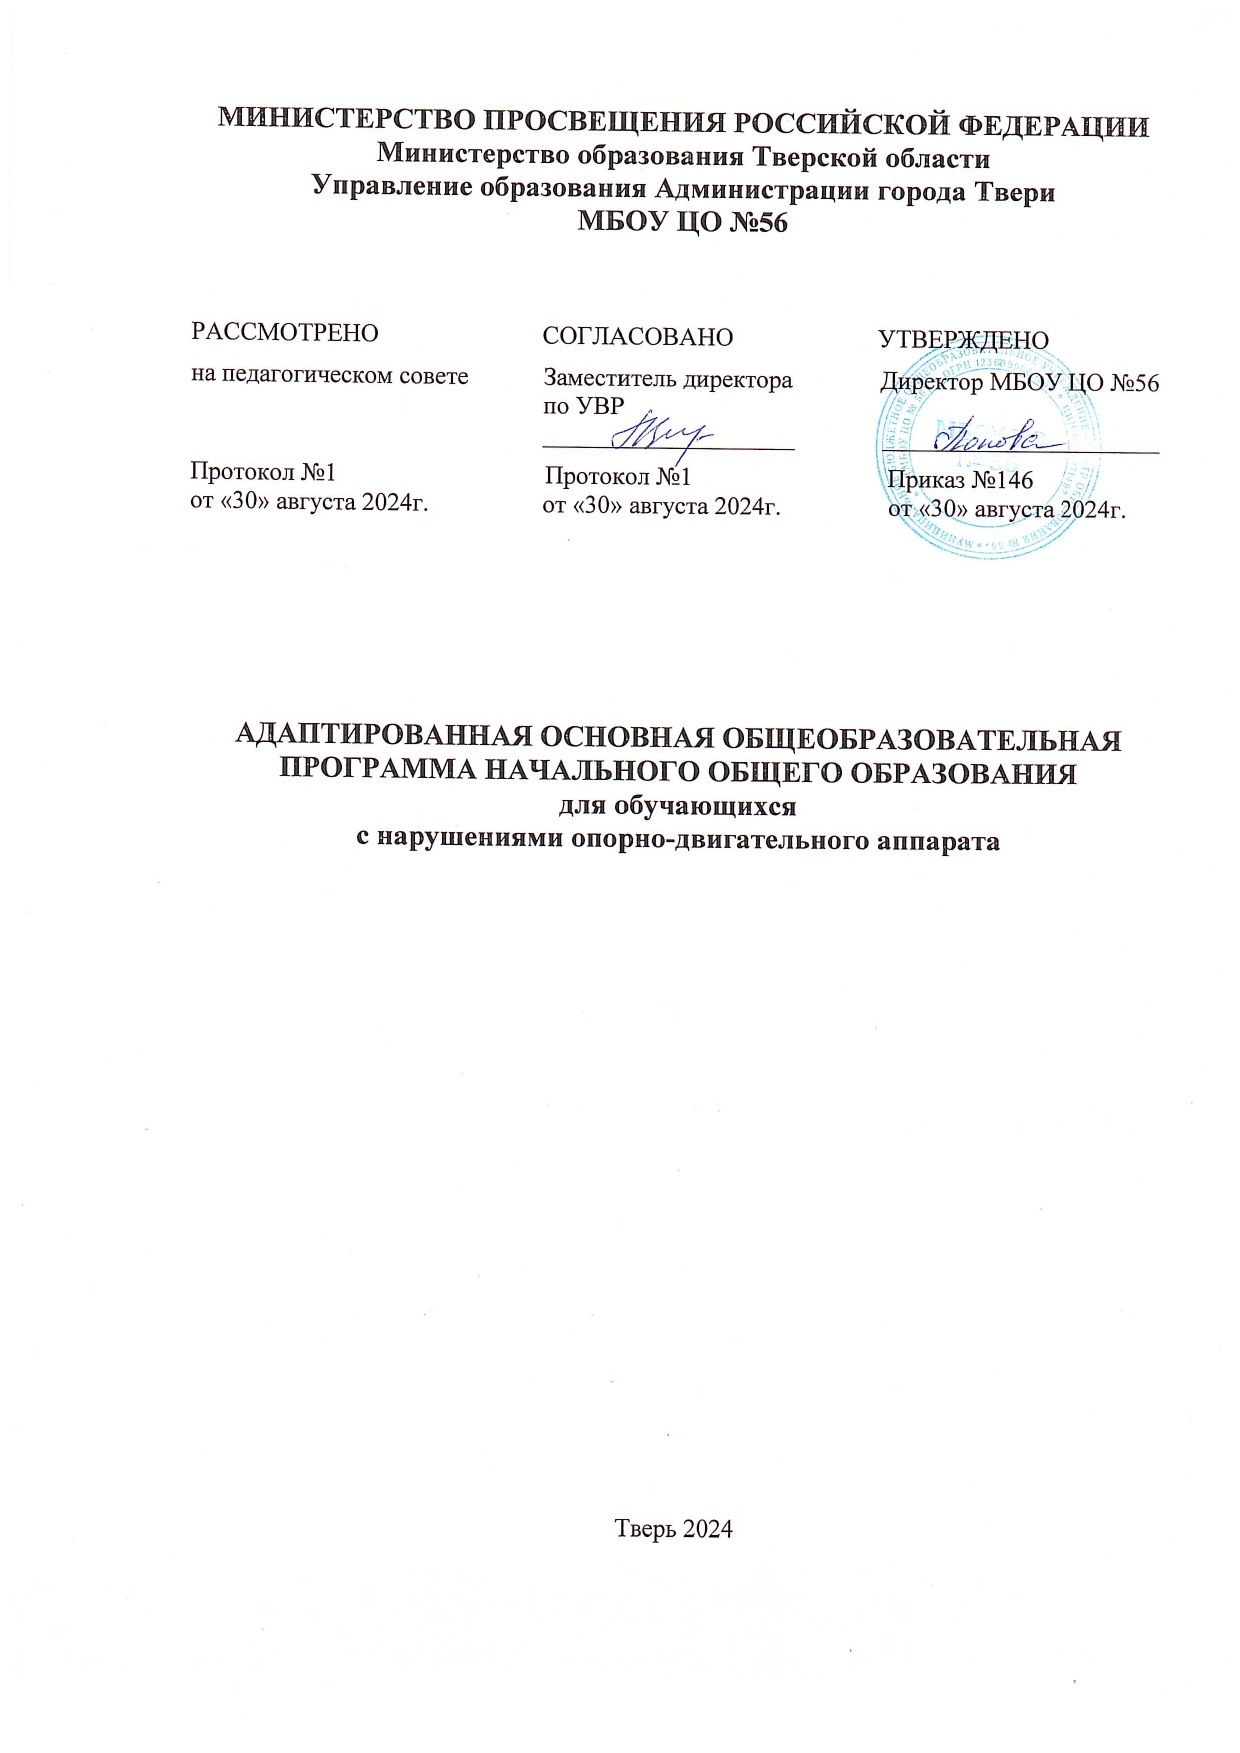 МИНИСТЕРСТВО ПРОСВЕЩЕНИЯ РОССИЙСКОЙ ФЕДЕРАЦИИ
Министерство образования Тверской области
Управление образования Администрации города Твери
МБОУ ЦО №56
РАССМОТРЕНО
на педагогическом совете
Протокол №1
от «30» августа 2024г.
СОГЛАСОВАНО
Заместитель директора
по УВР
Протокол №1
от «30» августа 2024г.
УТВЕРЖДЕНО
Директор МБОУ ЦО №56
Попова
Приказ №146
от «30» августа 2024г.
АДАПТИРОВАННАЯ ОСНОВНАЯ ОБЩЕОБРАЗОВАТЕЛЬНАЯ
ПРОГРАММА НАЧАЛЬНОГО ОБЩЕГО ОБРАЗОВАНИЯ
для обучающихся
с нарушениями опорно-двигательного аппарата
Тверь 2024